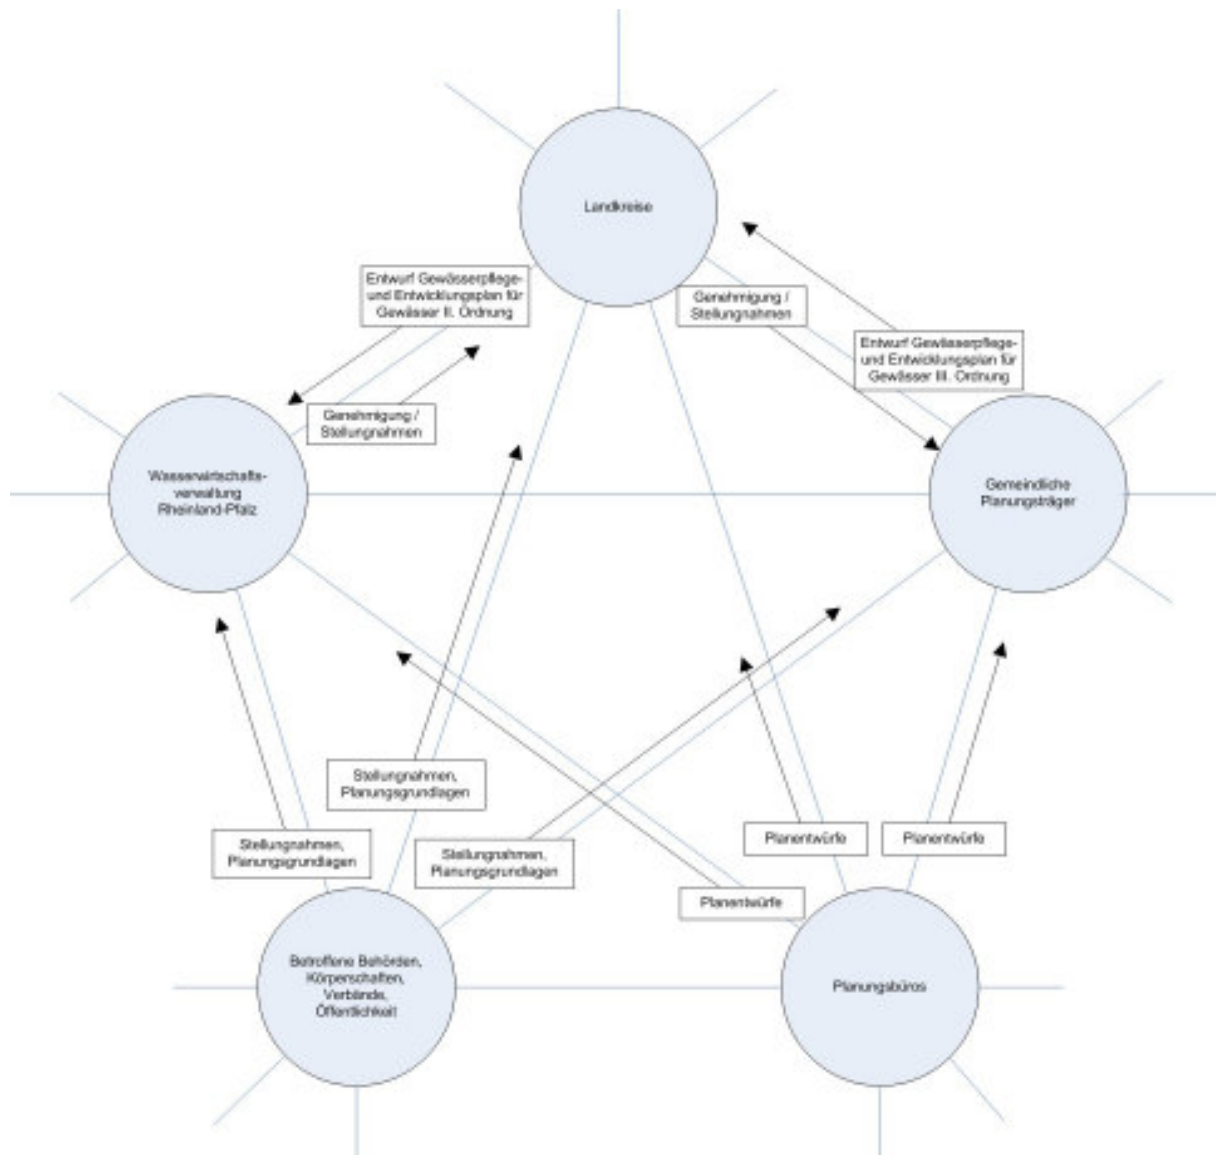 Landkreise
Entwurf Gewässerpflege-
und Entwicklungsplan für
Gewässer II. Ordnung
Genehmigung /
Stellungnahmen
Entwurf Gewässerpflege-
und Entwicklungsplan für
Gewässer III. Ordnung
Genehmigung /
Stellungnahmen
Wasserwirtschafts-
verwaltung
Rheinland-Pfalz
Gemeindliche
Planungsträger
Stellungnahmen,
Planungsgrundlagen
Stellungnahmen,
Planungsgrundlagen
Stellungnahmen,
Planungsgrundlagen
Planentwürfe
Planentwürfe
Planentwürfe
Betroffene Behörden,
Körperschaften,
Verbände,
Öffentlichkeit
Planungsbüros